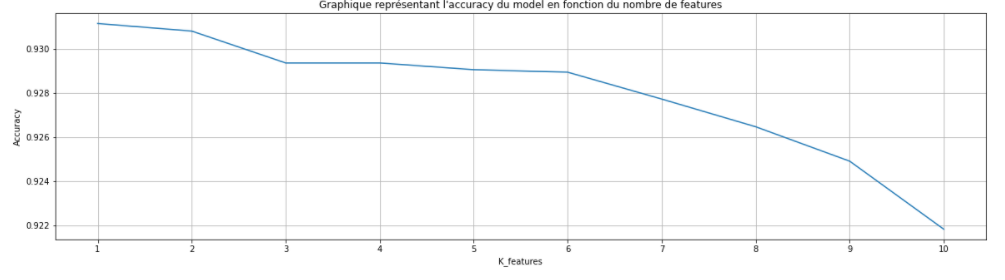 Graphique représentant l'accuracy du model en fonction du nombre de features
0.930
0.928
0.926
0.924
0.922
Accuracy
1 2 3 4 5 6 7 8 9 10
K_features